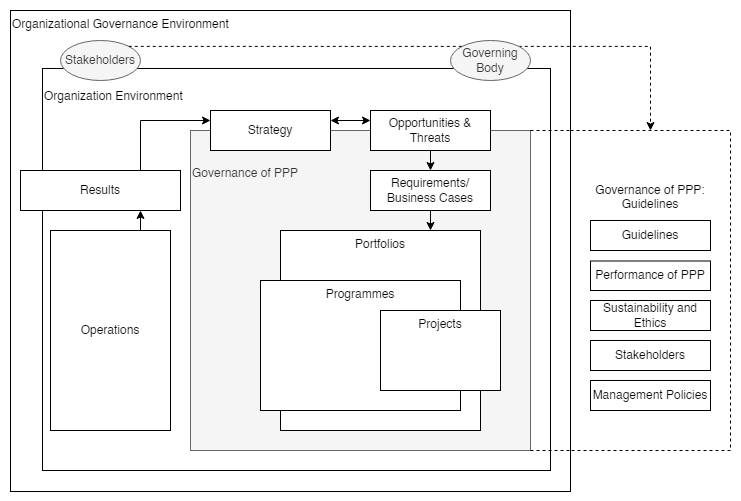 Organizational Governance Environment
Stakeholders
Governing
Body
Organization Environment
Strategy
Opportunities &
Threats
Governance of PPP
Results
Requirements/
Business Cases
Portfolios
Programmes
Projects
Operations
Governance of PPP:
Guidelines
Guidelines
Performance of PPP
Sustainability and
Ethics
Stakeholders
Management Policies